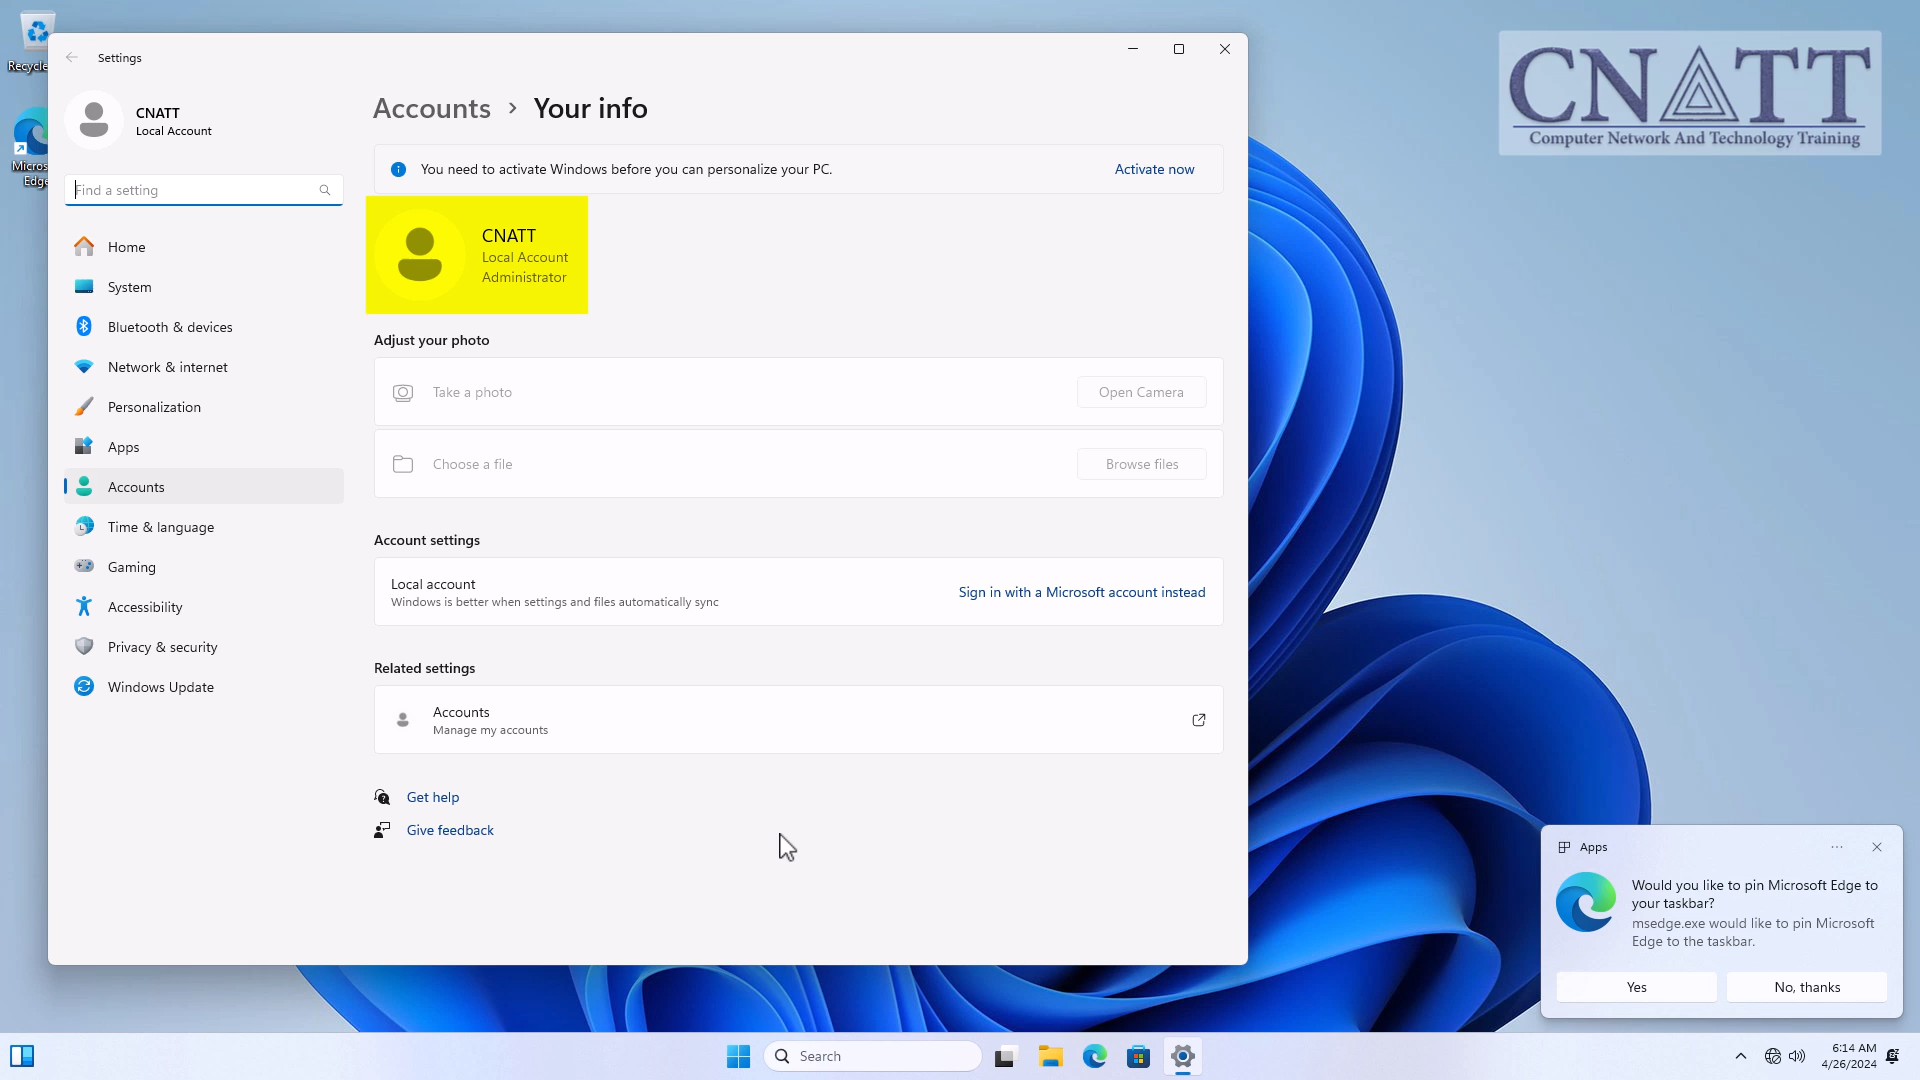 Recycle
Micros
Edge
Settings
CNATT
Local Account
Find a setting
Home
System
Bluetooth & devices
Network & internet
Personalization
Apps
Accounts
Time & language
Gaming
Accessibility
Privacy & security
Windows Update
Accounts > Your info
You need to activate Windows before you can personalize your PC.
Activate now
CNATT
Local Account
Administrator
Adjust your photo
Take a photo
Open Camera
Choose a file
Browse files
Account settings
Local account
Windows is better when settings and files automatically sync
Sign in with a Microsoft account instead
Related settings
Accounts
Manage my accounts
Get help
Give feedback
CNATT
Computer Network And Technology Training
Apps
Would you like to pin Microsoft Edge to
your taskbar?
msedge.exe would like to pin Microsoft
Edge to the taskbar.
Yes
No, thanks
Search
6:14 AM
4/26/2024